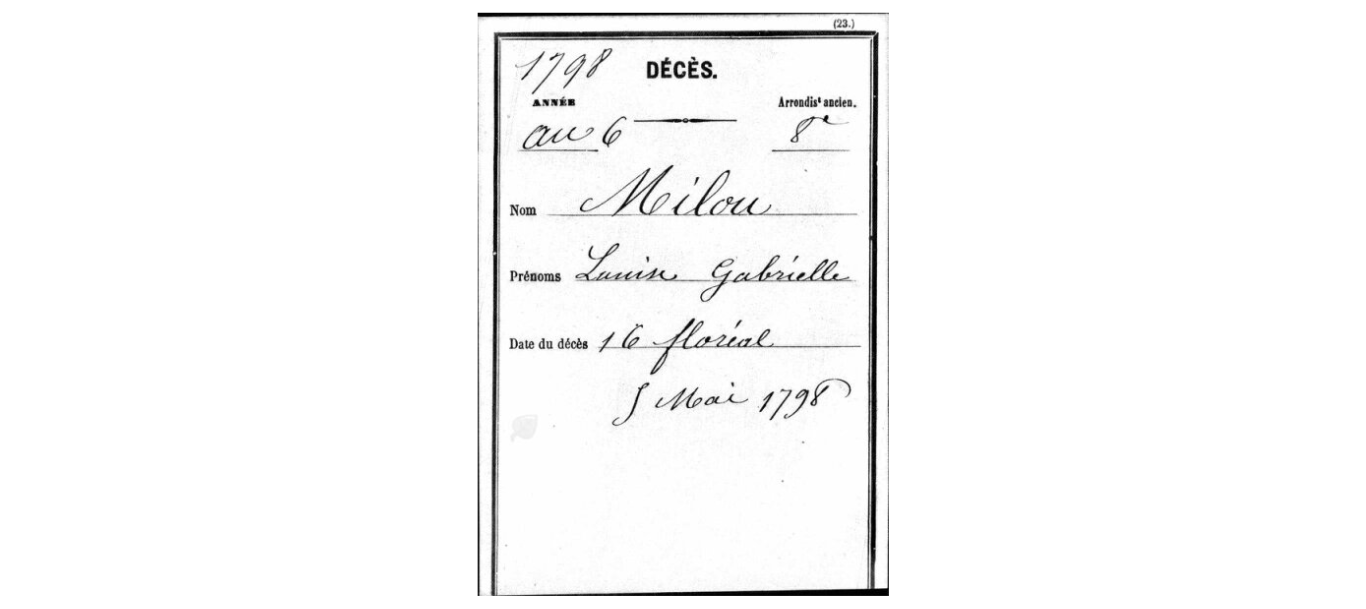 (23.)
1798 DÉCÈS.
ANNÉE Arrondis^t ancien.
an 6 8^e
Nom Milou
Prénoms Louise Gabrielle
Date du décès 16 floréal
5 Mai 1798